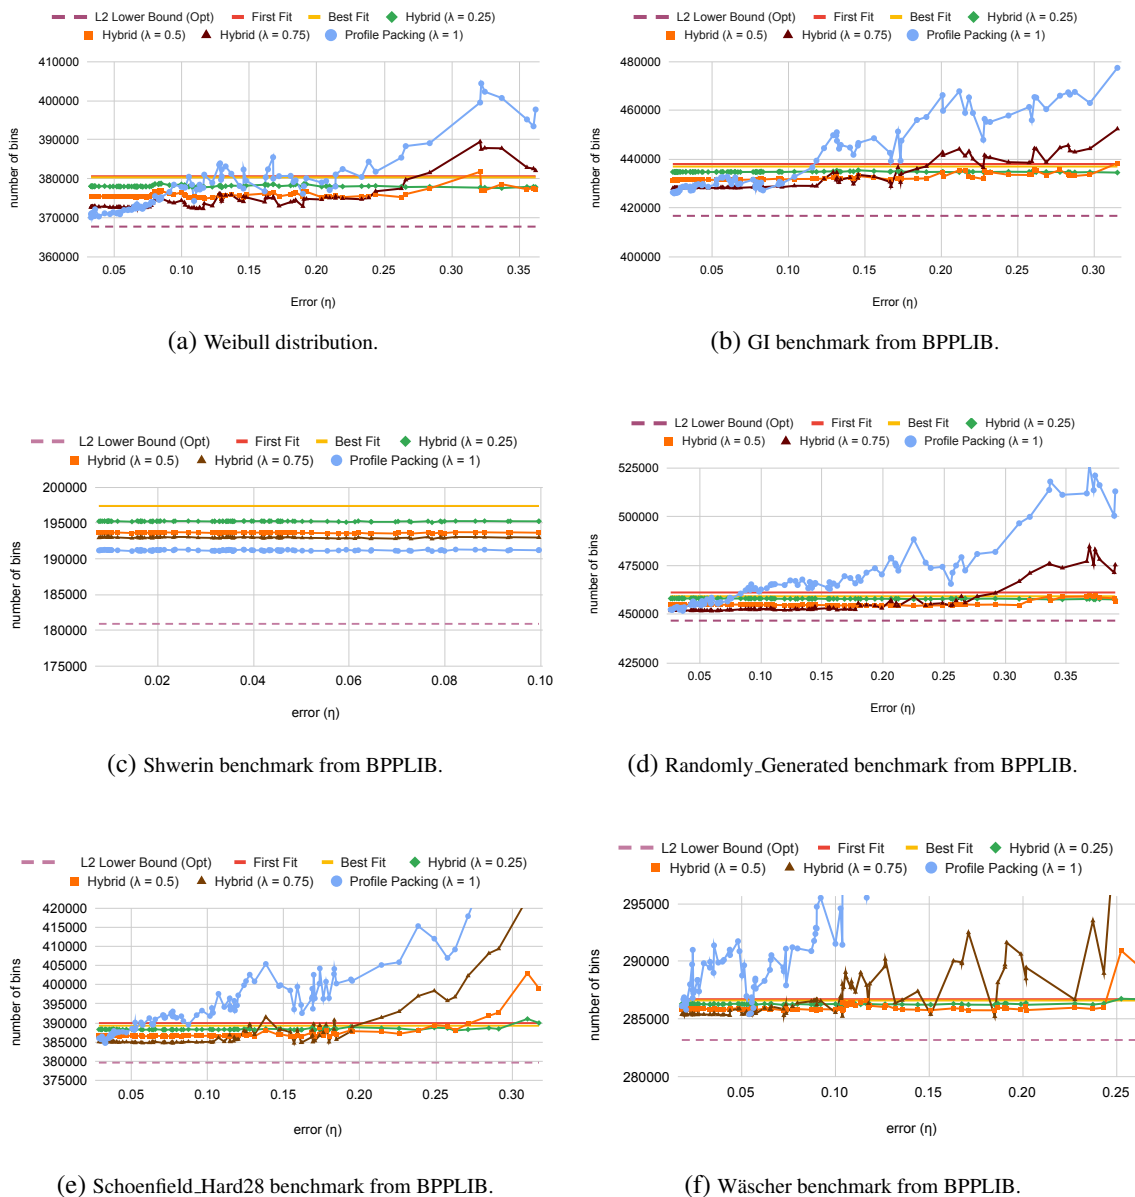 L2 Lower Bound (Opt) First Fit Best Fit Hybrid (λ = 0.25)
Hybrid (λ = 0.5) Hybrid (λ = 0.75) Profile Packing (λ = 1)
410000
400000
390000
380000
370000
360000
number of bins
0.05 0.10 0.15 0.20 0.25 0.30 0.35
Error (η)
(a) Weibull distribution.
L2 Lower Bound (Opt) First Fit Best Fit Hybrid (λ = 0.25)
Hybrid (λ = 0.5) Hybrid (λ = 0.75) Profile Packing (λ = 1)
480000
460000
440000
420000
400000
number of bins
0.05 0.10 0.15 0.20 0.25 0.30
Error (η)
(b) GI benchmark from BPPLIB.
L2 Lower Bound (Opt) First Fit Best Fit Hybrid (λ = 0.25)
Hybrid (λ = 0.5) Hybrid (λ = 0.75) Profile Packing (λ = 1)
200000
195000
190000
185000
180000
175000
number of bins
0.02 0.04 0.06 0.08 0.10
error (η)
(c) Shwerin benchmark from BPPLIB.
L2 Lower Bound (Opt) First Fit Best Fit Hybrid (λ = 0.25)
Hybrid (λ = 0.5) Hybrid (λ = 0.75) Profile Packing (λ = 1)
525000
500000
475000
450000
425000
number of bins
0.05 0.10 0.15 0.20 0.25 0.30 0.35
Error (η)
(d) Randomly_Generated benchmark from BPPLIB.
L2 Lower Bound (Opt) First Fit Best Fit Hybrid (λ = 0.25)
Hybrid (λ = 0.5) Hybrid (λ = 0.75) Profile Packing (λ = 1)
420000
415000
410000
405000
400000
395000
390000
385000
380000
375000
number of bins
0.05 0.10 0.15 0.20 0.25 0.30
error (η)
(e) Schoenfield_Hard28 benchmark from BPPLIB.
L2 Lower Bound (Opt) First Fit Best Fit Hybrid (λ = 0.25)
Hybrid (λ = 0.5) Hybrid (λ = 0.75) Profile Packing (λ = 1)
295000
290000
285000
280000
number of bins
0.05 0.10 0.15 0.20 0.25
error (η)
(f) Wäscher benchmark from BPPLIB.